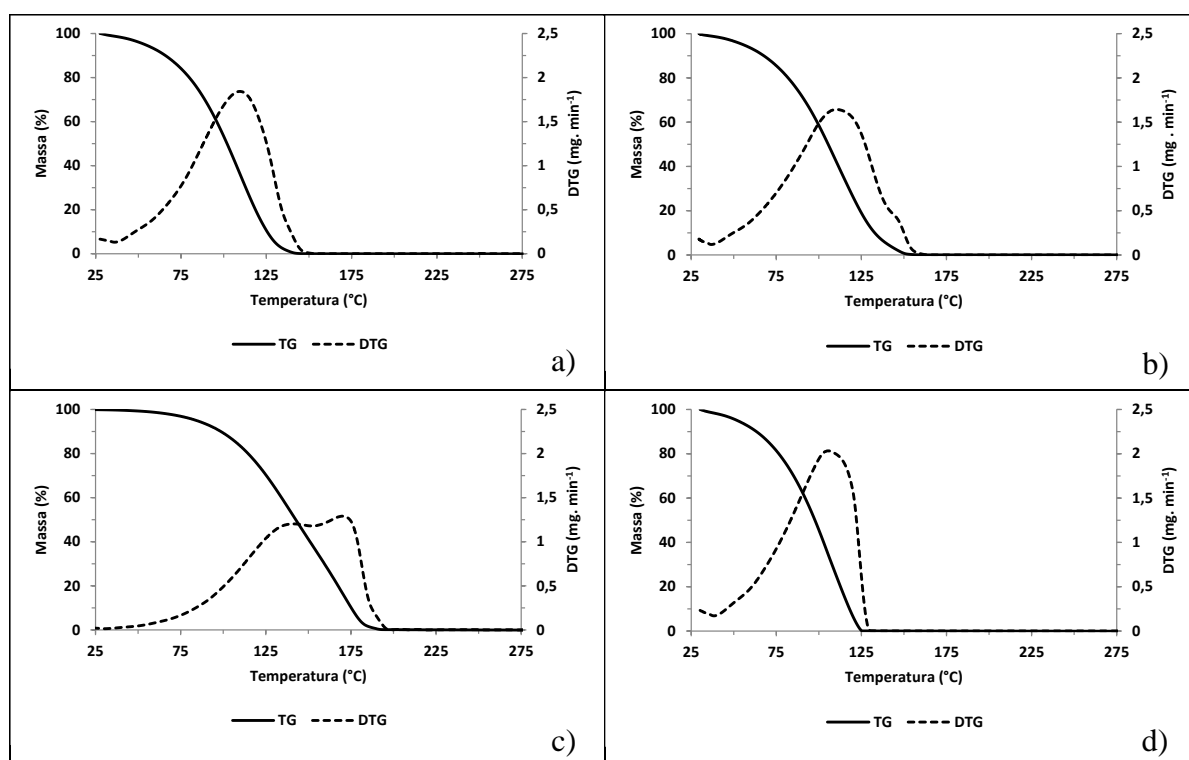 100
80
60
40
20
0
Massa (%)
2,5
2
1,5
1
0,5
0
DTG (mg. min-1)
25 75 125 175 225 275
Temperatura (°C)
TG DTG
a)
100
80
60
40
20
0
Massa (%)
2,5
2
1,5
1
0,5
0
DTG (mg . min-1)
25 75 125 175 225 275
Temperatura (°C)
TG DTG
b)
100
80
60
40
20
0
Massa (%)
2,5
2
1,5
1
0,5
0
DTG (mg. min-1)
25 75 125 175 225 275
Temperatura (°C)
TG DTG
c)
100
80
60
40
20
0
Massa (%)
2,5
2
1,5
1
0,5
0
DTG (mg. min-1)
25 75 125 175 225 275
Temperatura (°C)
TG DTG
d)